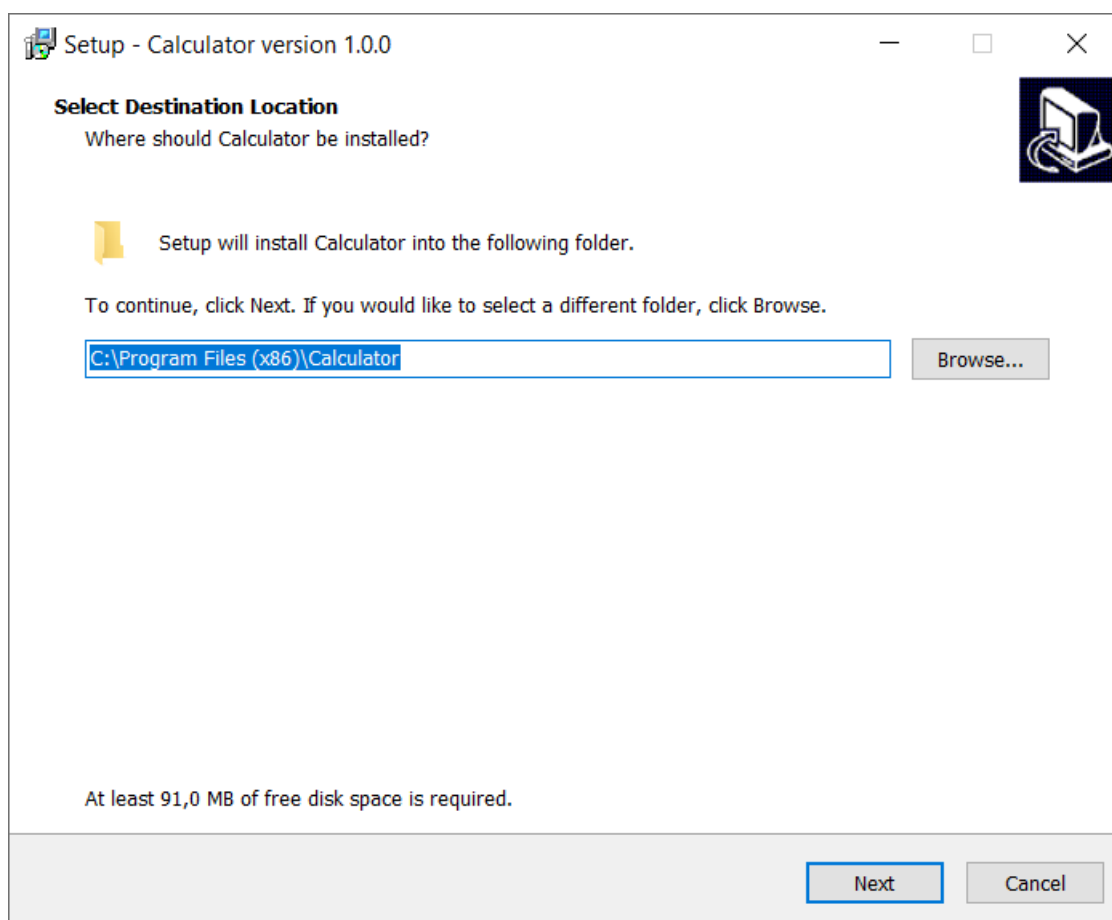 Setup - Calculator version 1.0.0
Select Destination Location
Where should Calculator be installed?
Setup will install Calculator into the following folder.
To continue, click Next. If you would like to select a different folder, click Browse.
C:\Program Files (x86)\Calculator
Browse...
At least 91,0 MB of free disk space is required.
Next
Cancel